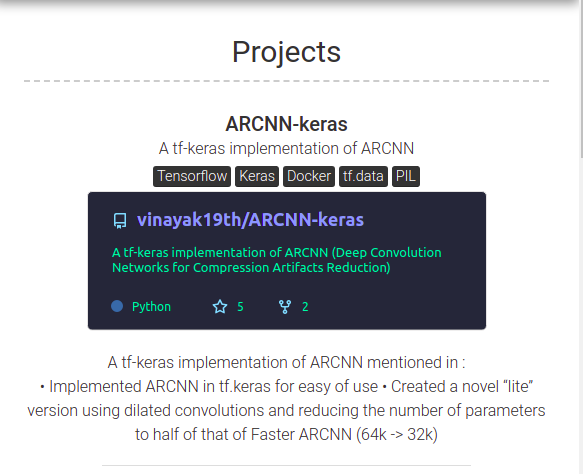 Projects
ARCNN-keras
A tf-keras implementation of ARCNN
Tensorflow Keras Docker tf.data PIL
vinayak19th/ARCNN-keras
A tf-keras implementation of ARCNN (Deep Convolution
Networks for Compression Artifacts Reduction)
Python 5 2
A tf-keras implementation of ARCNN mentioned in :
• Implemented ARCNN in tf.keras for easy of use • Created a novel “lite”
version using dilated convolutions and reducing the number of parameters
to half of that of Faster ARCNN (64k -> 32k)